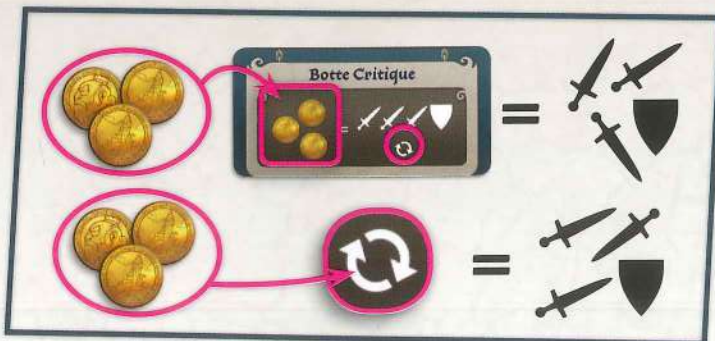 Botte Critique
=
=
=